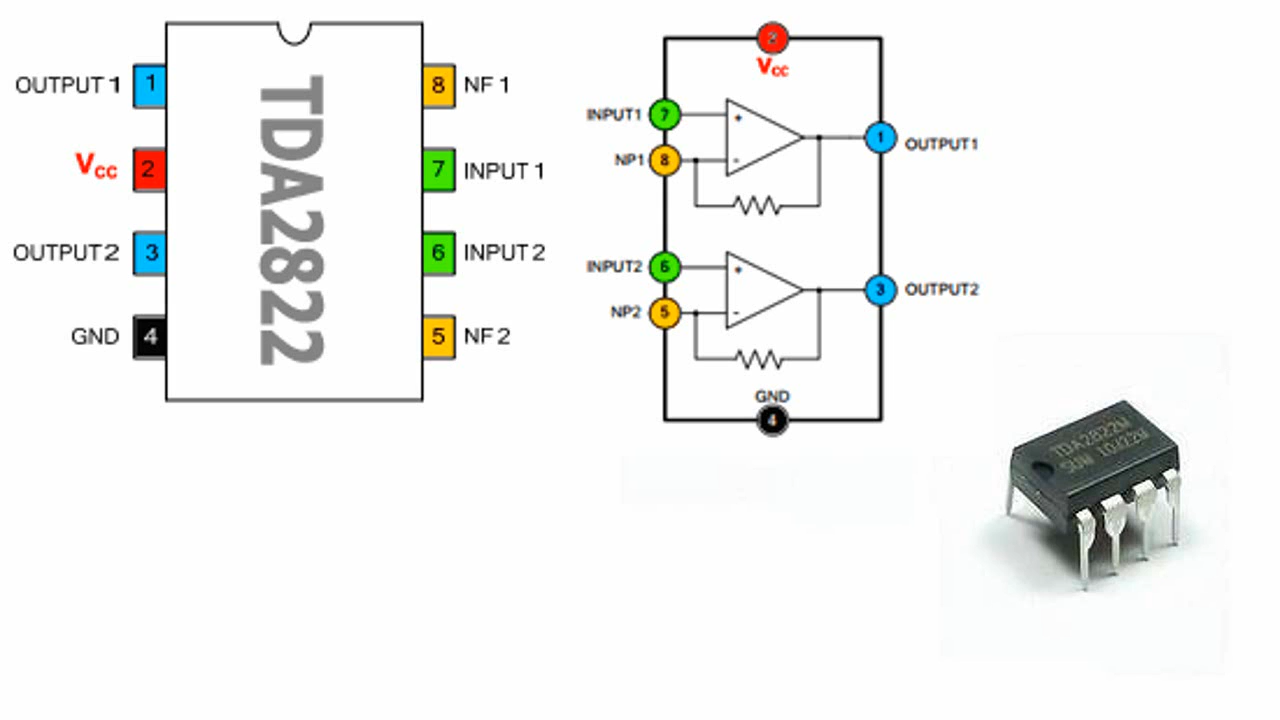 OUTPUT 1
1
8
NF 1
VCC
2
7
INPUT 1
OUTPUT 2
3
6
INPUT 2
GND
4
5
NF 2
TDA2822
VCC
INPUT1
7
+
1
OUTPUT1
NP1
8
-
INPUT2
6
+
3
OUTPUT2
NP2
5
-
GND
4
TDA2822M